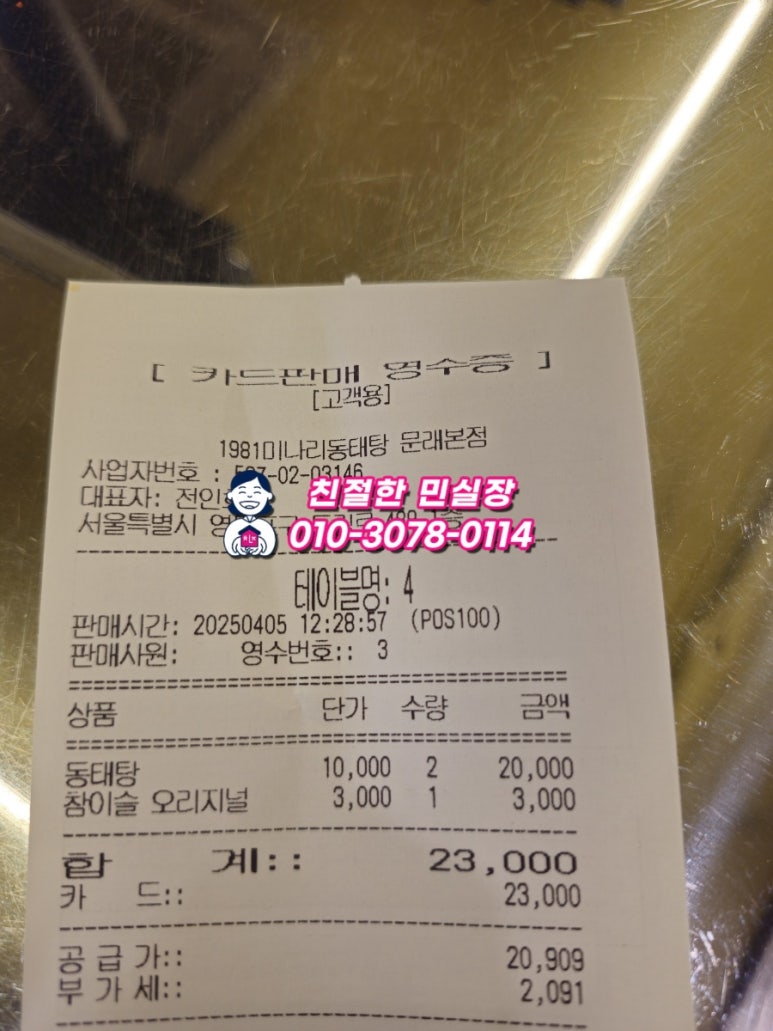 [ 카드판매 영수증 ]
[고객용]
1981미나리동태탕 문래본점
사업자번호 : 7-02-03146
대표자: 전인
서울특별시
친절한 민실장
010-3078-0114
테이블명: 4
판매시간: 20250405 12:28:57 (POS100)
판매사원: 영수번호:: 3
상품 단가 수량 금액
동태탕 10,000 2 20,000
참이슬 오리지널 3,000 1 3,000
합 계:: 23,000
카 드:: 23,000
공 급 가:: 20,909
부 가 세:: 2,091